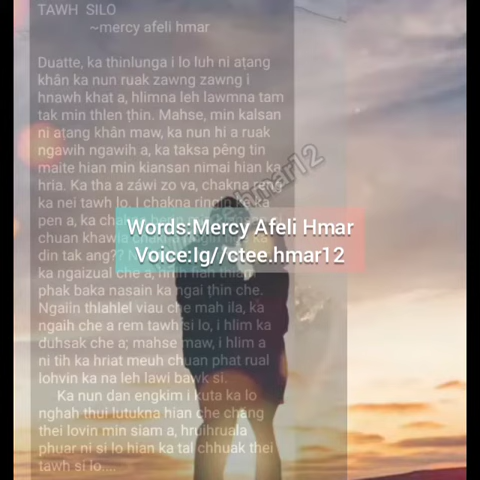 TAWH SILO
~mercy afeli hmar
Duatte, ka thinlunga i lo luh ni aṭang
khân ka nun ruak zawng zawng i
hnawh khat a, hlimna leh lawmna tam
tak min thlen ṭhin. Mahse, min kalsan
ni aṭang khân maw, ka nun hi a ruak
ngawih ngawih a, ka taksa pêng tin
maite hian min kiansan nimai hian ka
hria. Ka tha a záwi zo va, chakna reng
ka nei tawh lo. I chakna ring
pen a, ka
chuan khawia
din tak ang??
ka ngaizual che a,
phak baka nasain ka ngai ṭhin che.
Ngaiin thlahlel viau che mah ila, ka
ngaih che a rem tawh si lo, i hlim ka
duhsak che a; mahse maw, i hlim a
ni tih ka hriat meuh chuan phat rual
lohvin ka na leh lawi bawk si.
Ka nun dan engkim i kuta ka lo
nghah thui lutukna hian che chang
thei lovin min siam a, hruihruala
phuar ni si lo hian ka tal chhuak thei
tawh si lo....
Words:Mercy Afeli Hmar
Voice:Ig//ctee.hmar12